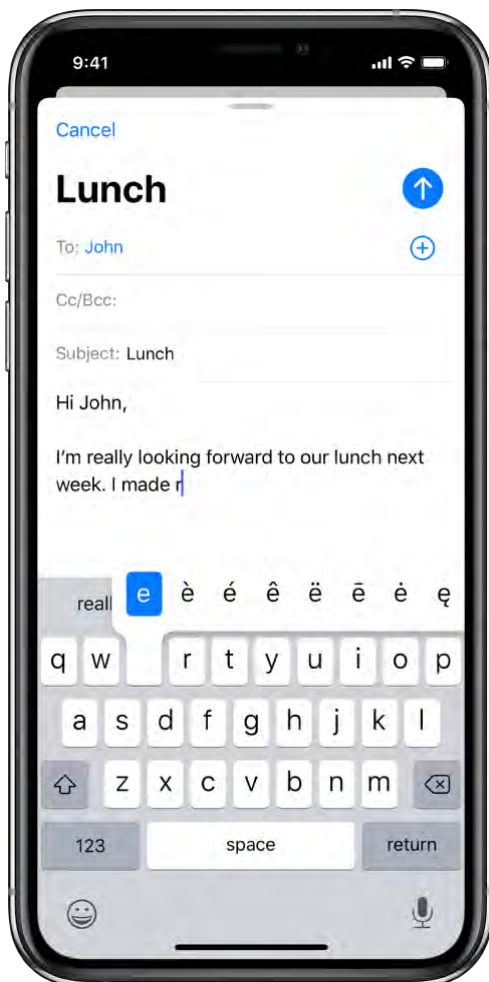 9:41
Cancel
Lunch
To: John
Cc/Bcc:
Subject: Lunch
Hi John,
I'm really looking forward to our lunch next
week. I made r
reall
e è é ê ë ē ė ę
q w r t y u i o p
a s d f g h j k l
z x c v b n m
123 space return